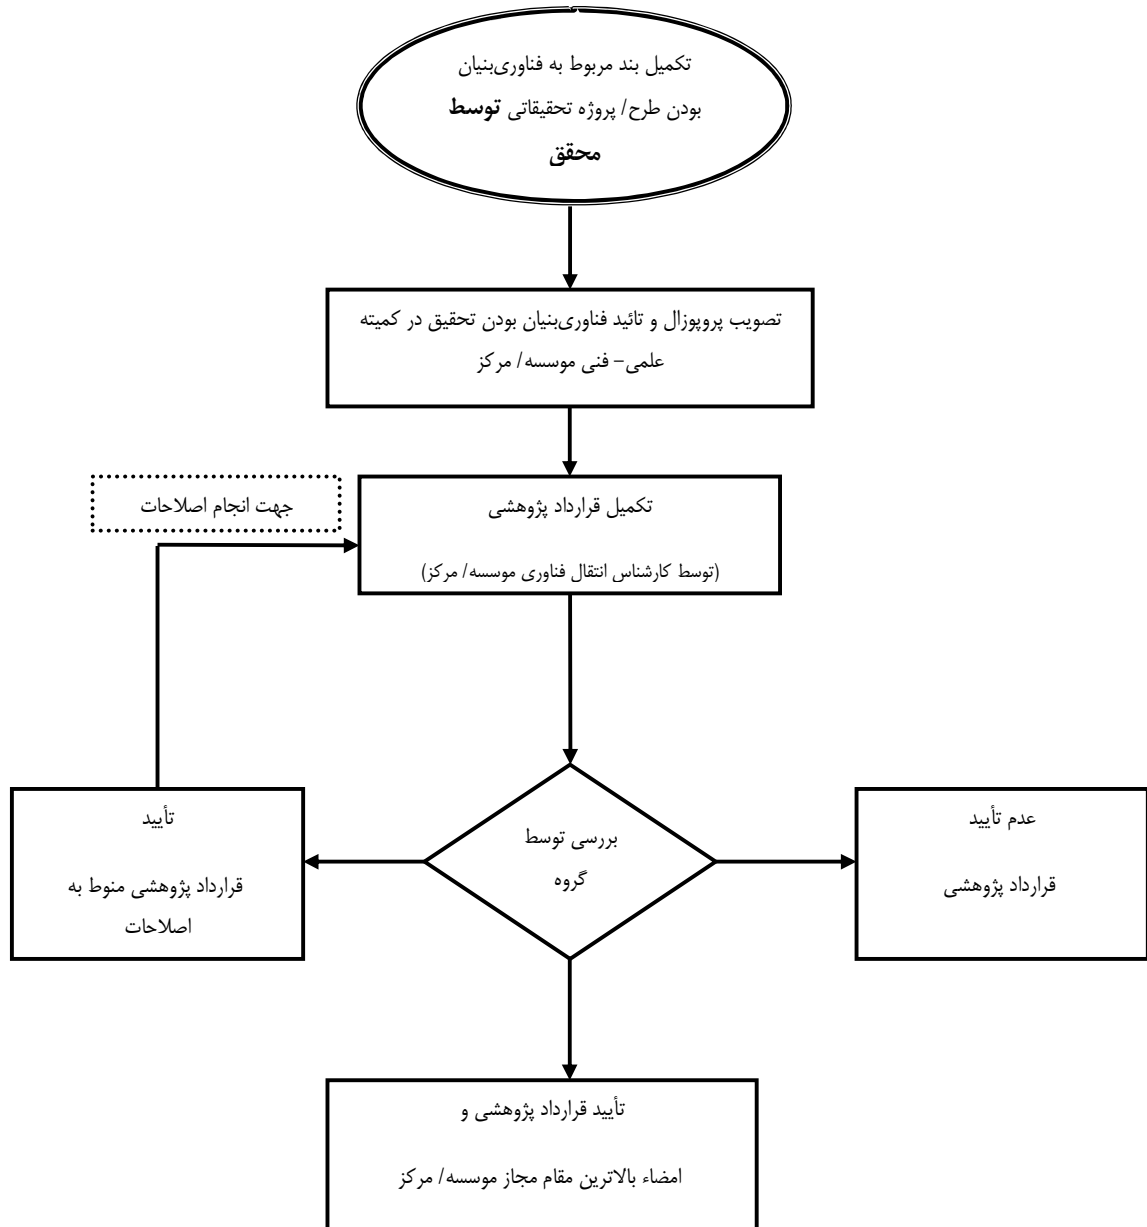 تکمیل بند مربوط به فناوری‌بنیان
بودن طرح/ پروژه تحقیقاتی توسط
محقق
تصویب پروپوزال و تائید فناوری‌بنیان بودن تحقیق در کمیته
علمی– فنی موسسه/ مرکز
جهت انجام اصلاحات
تکمیل قرارداد پژوهشی
(توسط کارشناس انتقال فناوری موسسه/ مرکز)
بررسی توسط
گروه
عدم تأیید
قرارداد پژوهشی
تأیید
قرارداد پژوهشی منوط به
اصلاحات
تأیید قرارداد پژوهشی و
امضاء بالاترین مقام مجاز موسسه/ مرکز